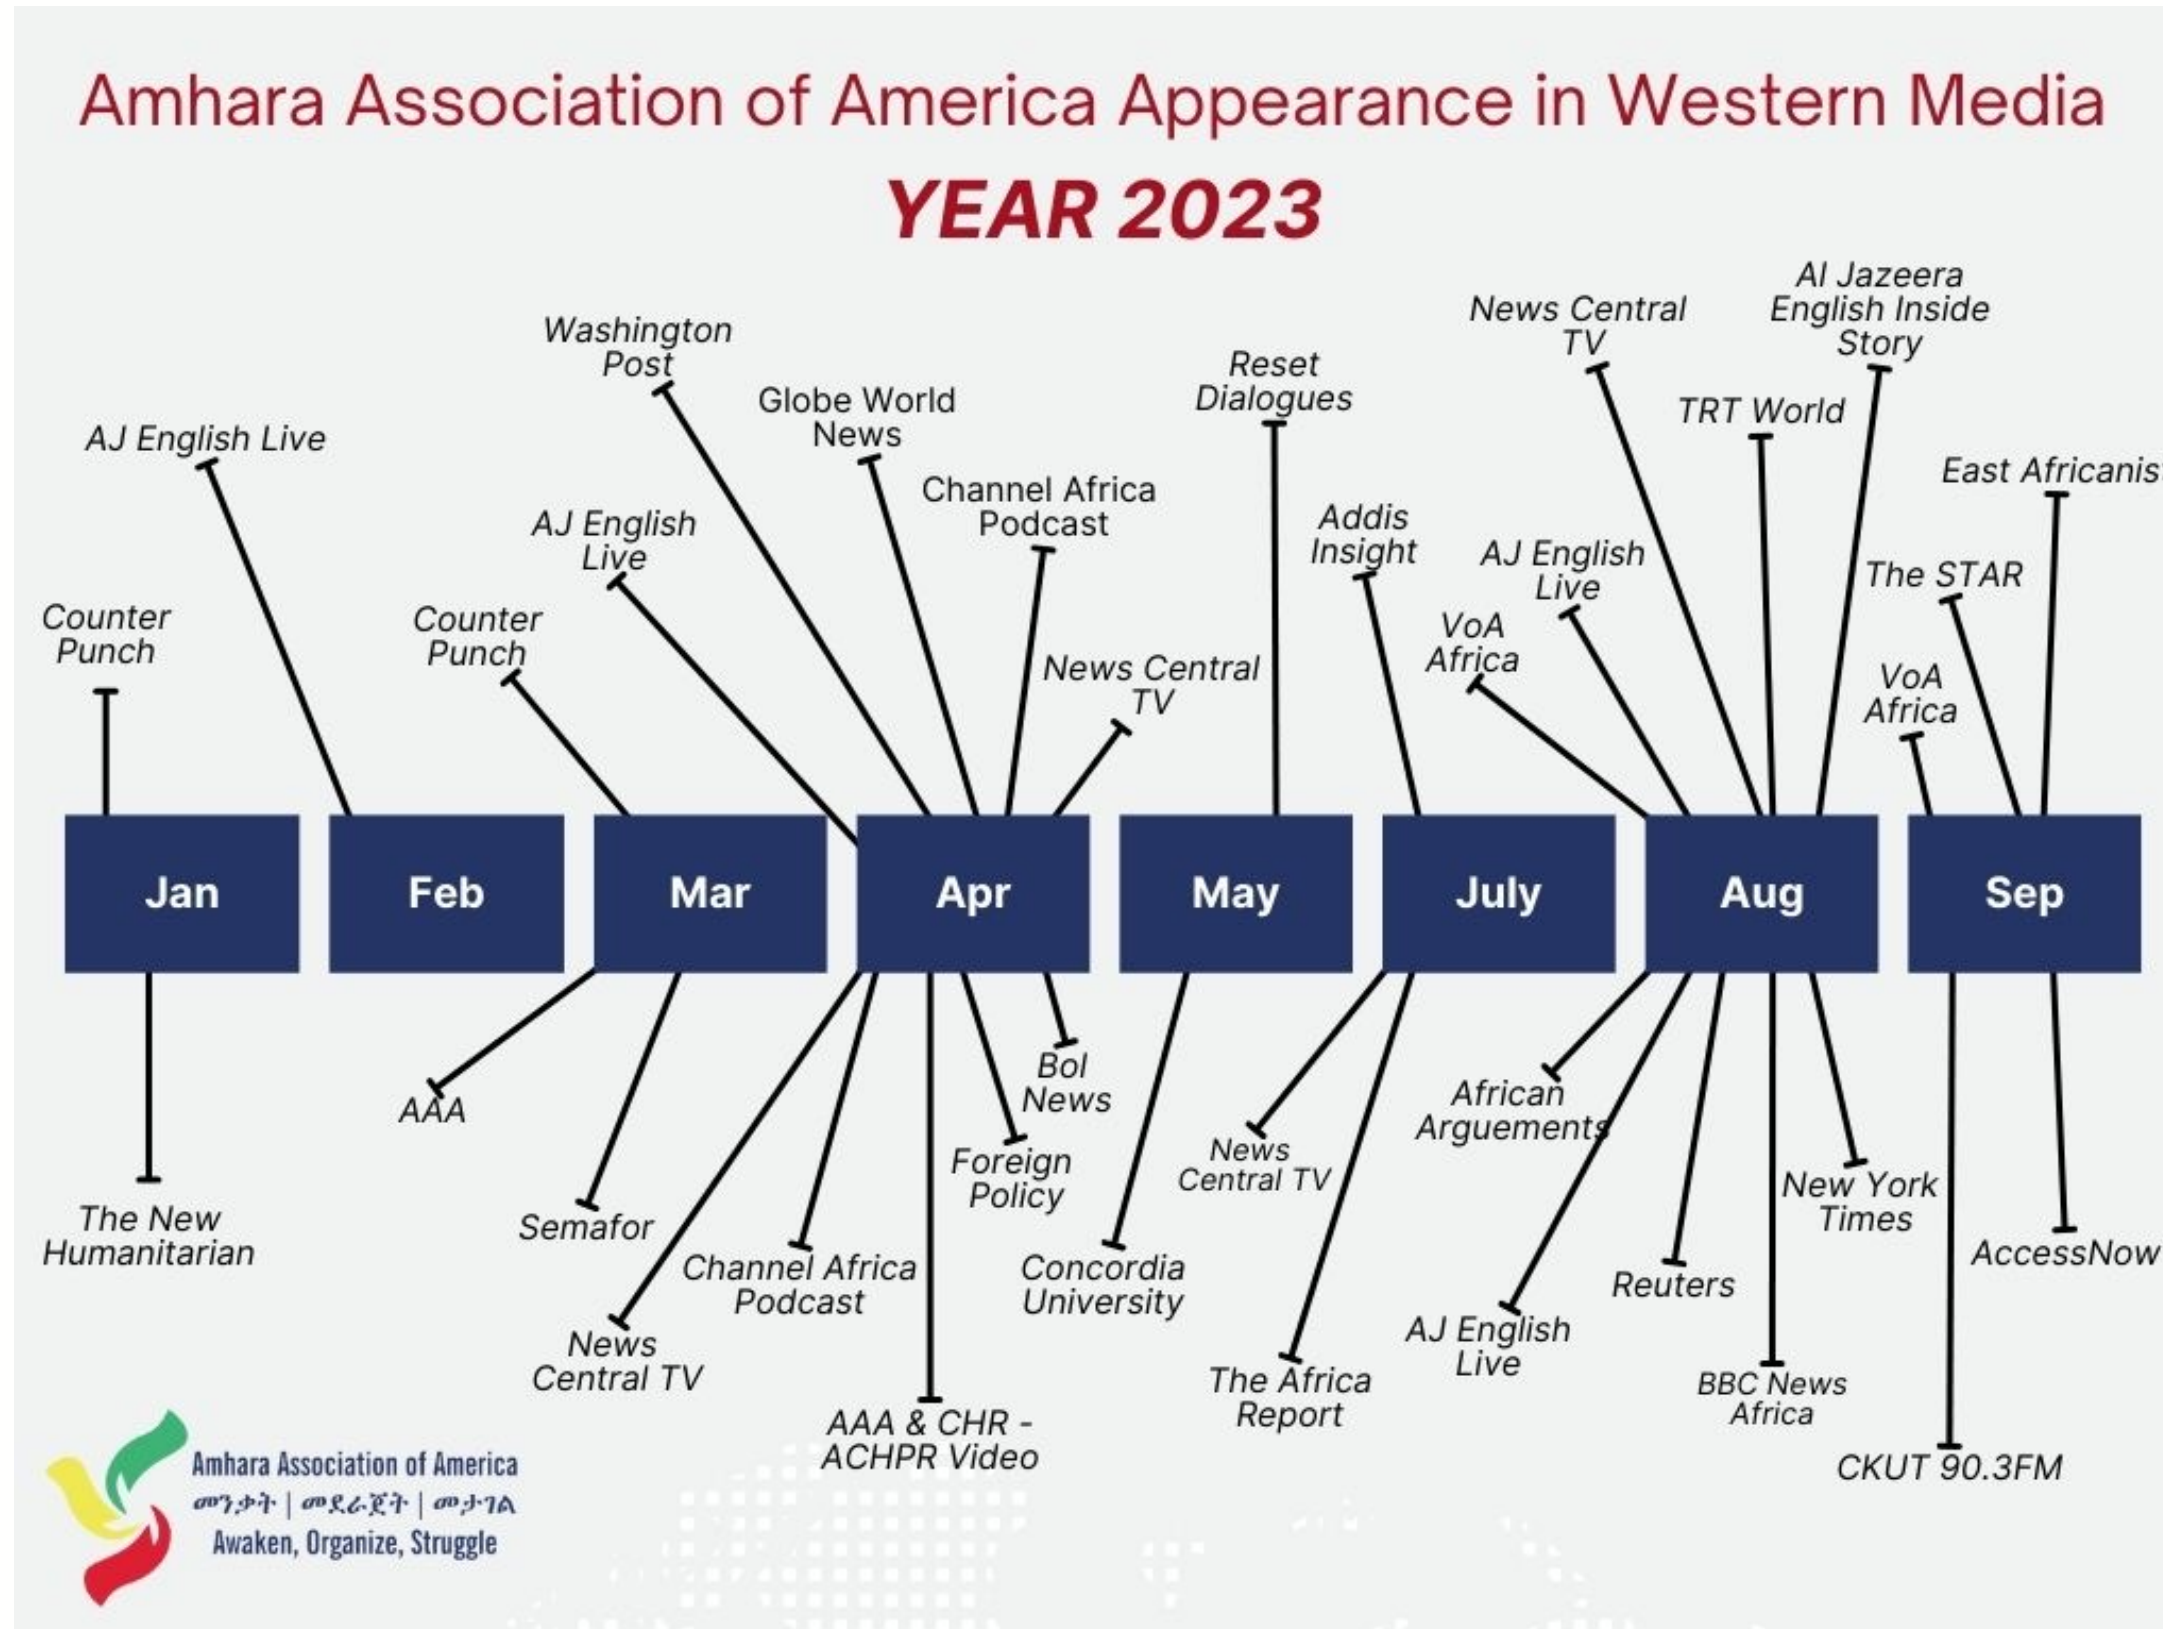 Amhara Association of America Appearance in Western Media
YEAR 2023
Al Jazeera
English Inside
Story
News Central
TV
Washington
Post
Reset
Dialogues
Globe World
News
TRT World
AJ English Live
East Africanis
Channel Africa
Podcast
AJ English
Live
Addis
Insight
AJ English
Live
The STAR
Counter
Punch
Counter
Punch
VoA
Africa
News Central
TV
VoA
Africa
Jan
Feb
Mar
Apr
May
July
Aug
Sep
AAA
Bol
News
African
Arguements
Foreign
Policy
News
Central TV
New York
Times
The New
Humanitarian
Semafor
Channel Africa
Podcast
Concordia
University
Reuters
AccessNow
News
Central TV
AJ English
Live
The Africa
Report
BBC News
Africa
AAA & CHR -
ACHPR Video
CKUT 90.3FM
Amhara Association of America
መንቃት | መደራጀት | መታገል
Awaken, Organize, Struggle